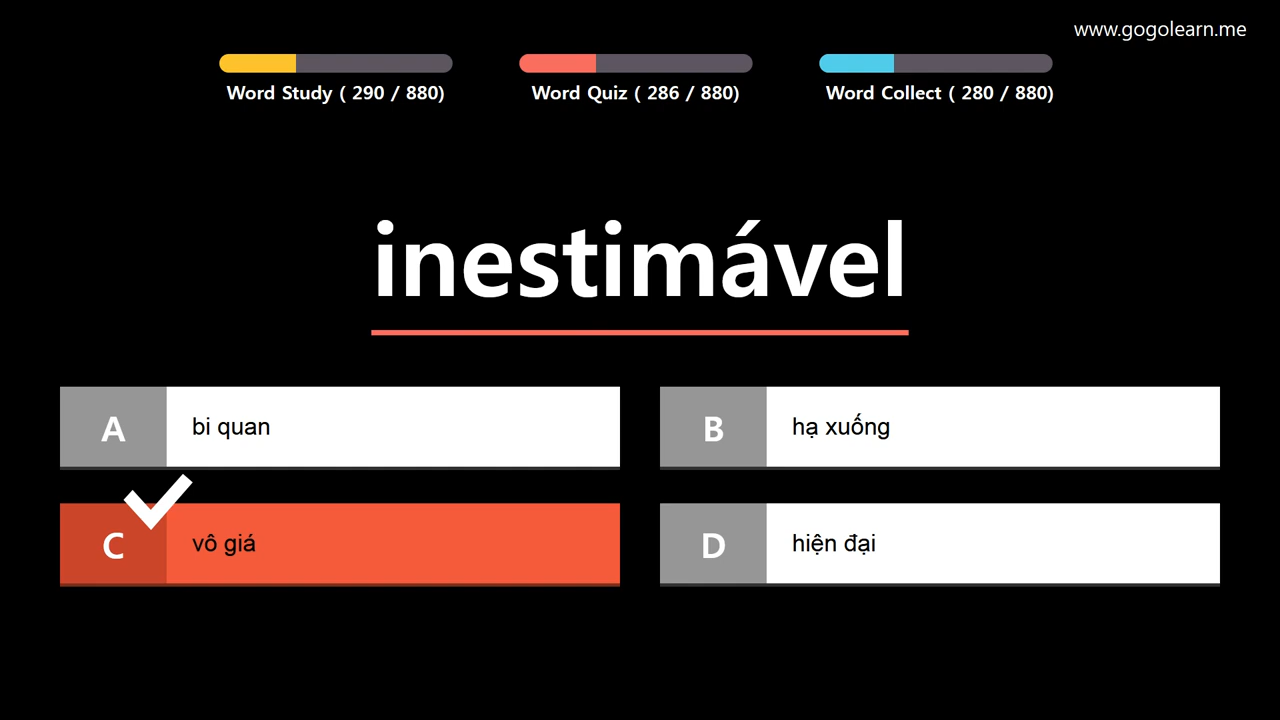 www.gogolearn.me
Word Study ( 290 / 880)
Word Quiz ( 286 / 880)
Word Collect ( 280 / 880)
inestimável
A
bi quan
B
hạ xuống
C
vô giá
D
hiện đại